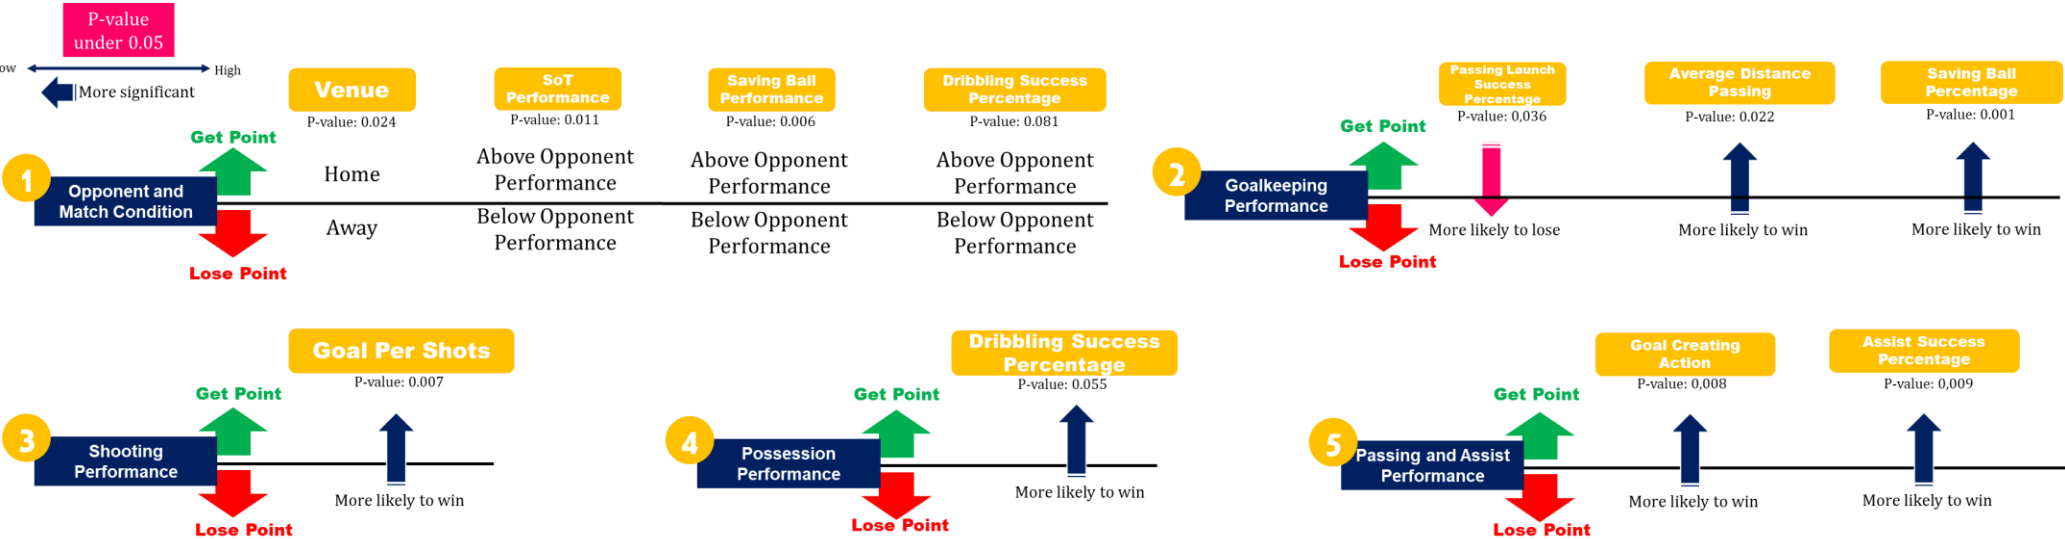 P-value
under 0.05
ow
High
More significant
Venue
P-value: 0.024
SoT
Performance
P-value: 0.011
Saving Ball
Performance
P-value: 0.006
Dribbling Success
Percentage
P-value: 0.081
Get Point
1
Opponent and
Match Condition
Lose Point
Home
Away
Above Opponent
Performance
Below Opponent
Performance
Above Opponent
Performance
Below Opponent
Performance
Above Opponent
Performance
Below Opponent
Performance
Passing Launch
Success
Percentage
P-value: 0,036
Average Distance
Passing
P-value: 0.022
Saving Ball
Percentage
P-value: 0.001
Get Point
2
Goalkeeping
Performance
Lose Point
More likely to lose
More likely to win
More likely to win
Goal Per Shots
P-value: 0.007
Get Point
3
Shooting
Performance
Lose Point
More likely to win
Dribbling Success
Percentage
P-value: 0.055
Get Point
4
Possession
Performance
Lose Point
More likely to win
Goal Creating
Action
P-value: 0,008
Assist Success
Percentage
P-value: 0,009
Get Point
5
Passing and Assist
Performance
Lose Point
More likely to win
More likely to win